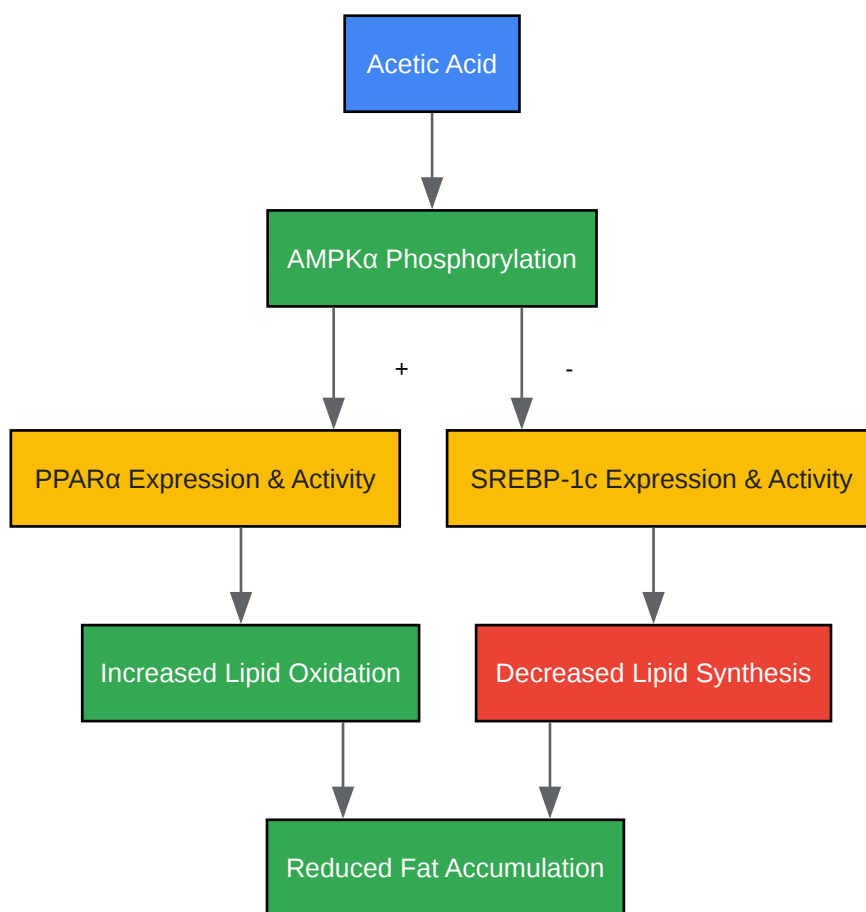 Acetic Acid
AMPKα Phosphorylation
+
-
PPARα Expression & Activity
SREBP-1c Expression & Activity
Increased Lipid Oxidation
Decreased Lipid Synthesis
Reduced Fat Accumulation